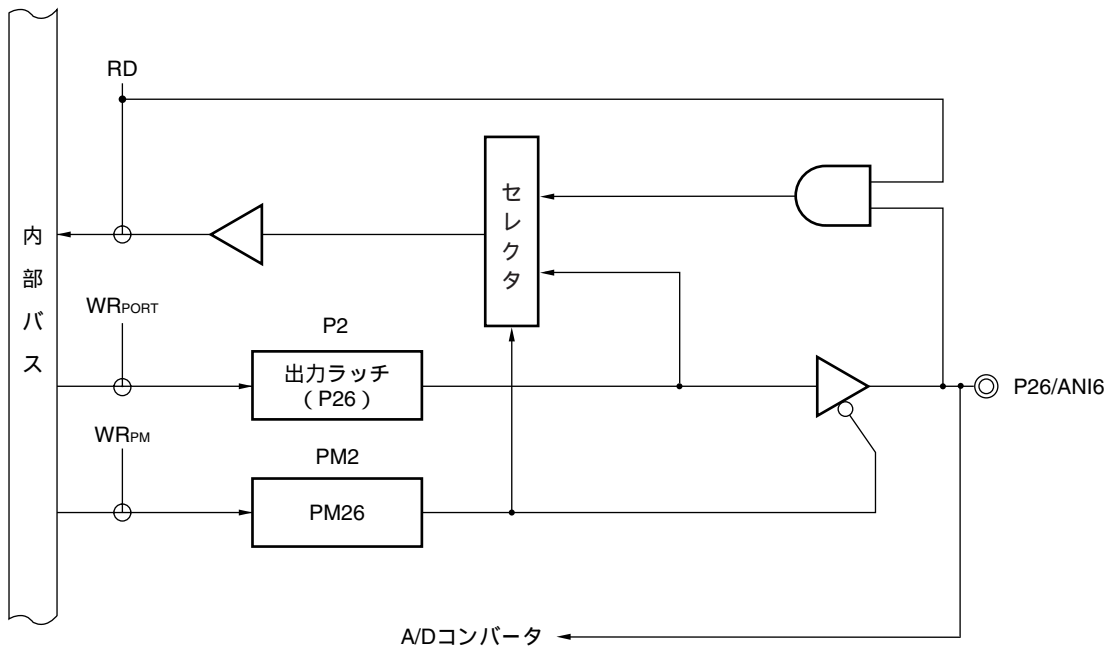 RD
内部バス
セレクタ
WRPORT
P2
出力ラッチ
(P26)
P26/ANI6
WRPM
PM2
PM26
A/Dコンバータ